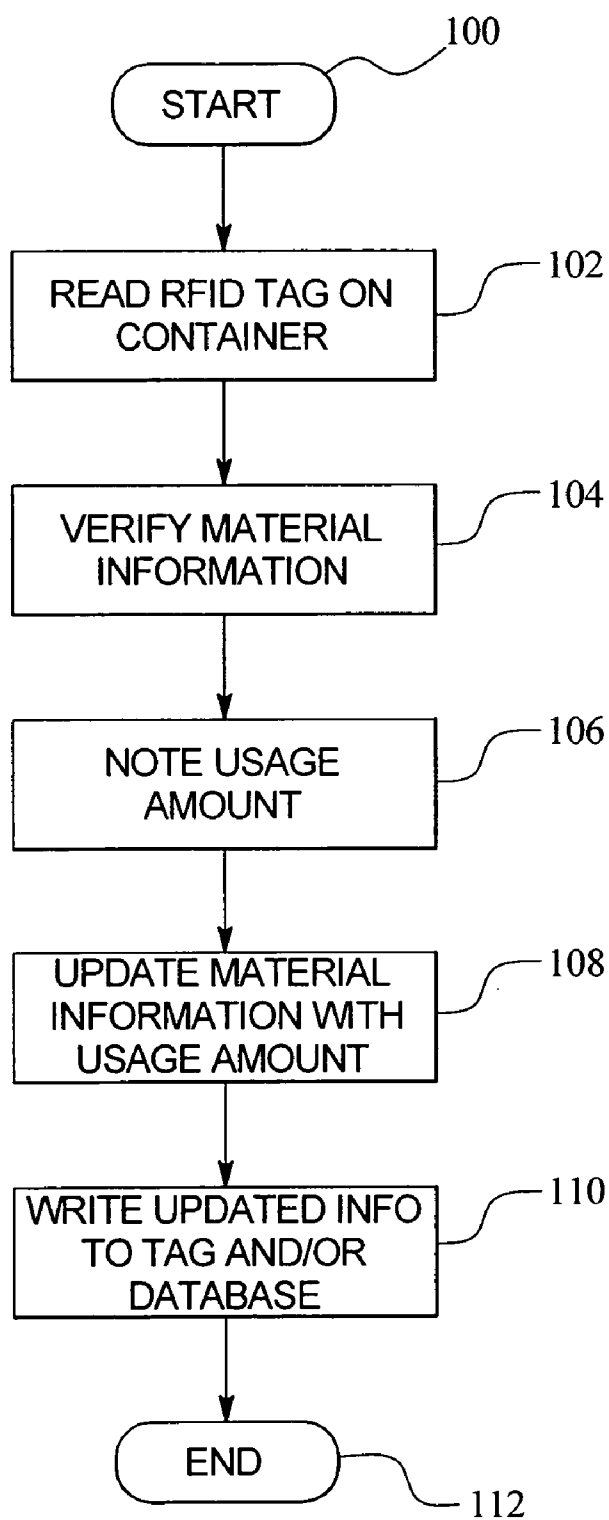 100
START
102
READ RFID TAG ON
CONTAINER
104
VERIFY MATERIAL
INFORMATION
106
NOTE USAGE
AMOUNT
108
UPDATE MATERIAL
INFORMATION WITH
USAGE AMOUNT
110
WRITE UPDATED INFO
TO TAG AND/OR
DATABASE
END
112